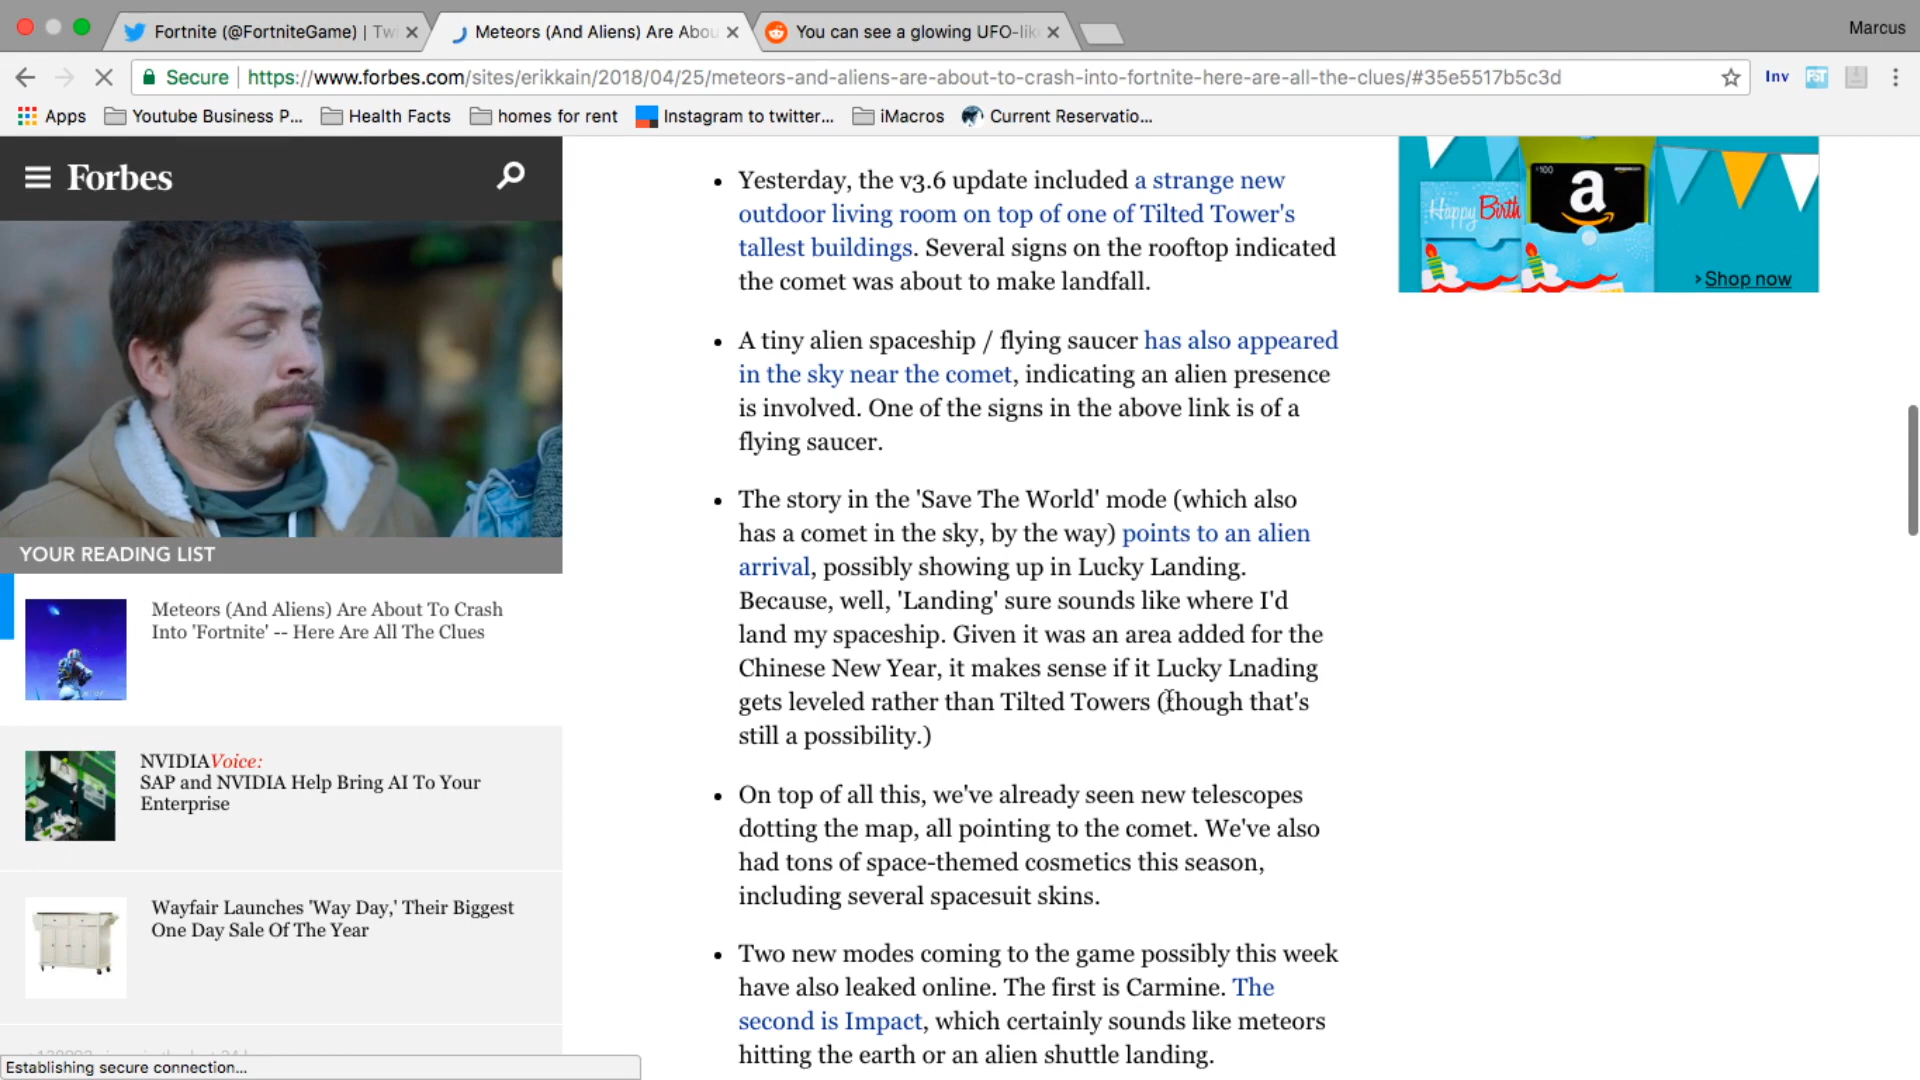 Fortnite (@FortniteGame) | Tw
Meteors (And Aliens) Are Abou
You can see a glowing UFO-lik
Marcus
Secure
https://www.forbes.com/sites/erikkain/2018/04/25/meteors-and-aliens-are-about-to-crash-into-fortnite-here-are-all-the-clues/#35e5517b5c3d
Inv
Apps
Youtube Business P...
Health Facts
homes for rent
Instagram to twitter...
iMacros
Current Reservatio...
Forbes
YOUR READING LIST
Meteors (And Aliens) Are About To Crash
Into 'Fortnite' -- Here Are All The Clues
NVIDIAVoice:
SAP and NVIDIA Help Bring AI To Your
Enterprise
Wayfair Launches 'Way Day,' Their Biggest
One Day Sale Of The Year
Establishing secure connection...
Yesterday, the v3.6 update included a strange new
outdoor living room on top of one of Tilted Tower's
tallest buildings. Several signs on the rooftop indicated
the comet was about to make landfall.
A tiny alien spaceship / flying saucer has also appeared
in the sky near the comet, indicating an alien presence
is involved. One of the signs in the above link is of a
flying saucer.
The story in the 'Save The World' mode (which also
has a comet in the sky, by the way) points to an alien
arrival, possibly showing up in Lucky Landing.
Because, well, 'Landing' sure sounds like where I'd
land my spaceship. Given it was an area added for the
Chinese New Year, it makes sense if it Lucky Lnading
gets leveled rather than Tilted Towers (though that's
still a possibility.)
On top of all this, we've already seen new telescopes
dotting the map, all pointing to the comet. We've also
had tons of space-themed cosmetics this season,
including several spacesuit skins.
Two new modes coming to the game possibly this week
have also leaked online. The first is Carmine. The
second is Impact, which certainly sounds like meteors
hitting the earth or an alien shuttle landing.
Happy Birth
$100
a
> Shop now